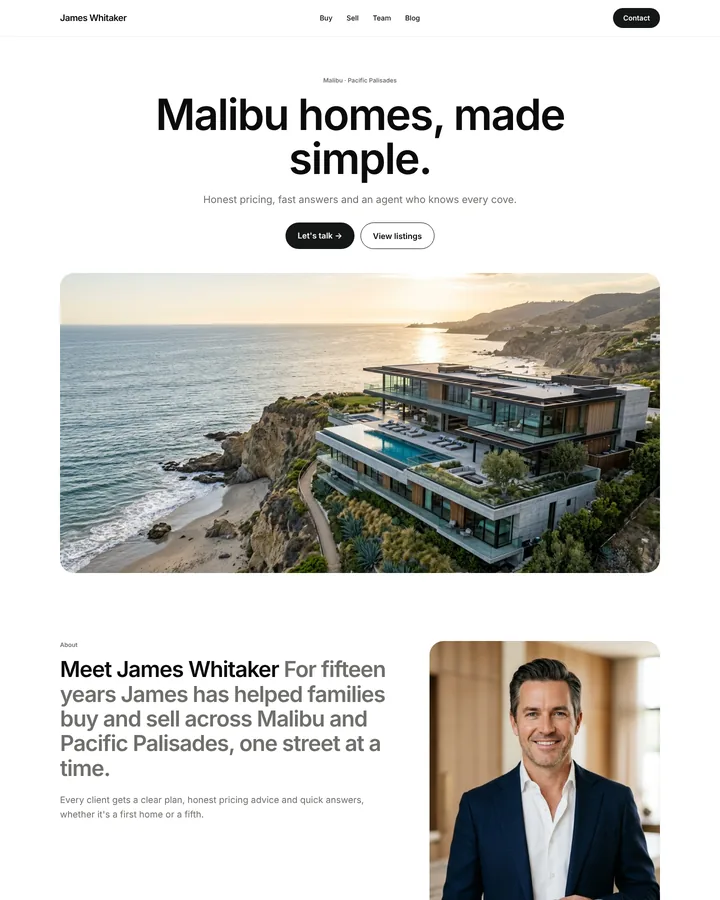 James Whitaker
Buy Sell Team Blog
Contact
Malibu · Pacific Palisades
Malibu homes, made
simple.
Honest pricing, fast answers and an agent who knows every cove.
Let's talk →
View listings
About
Meet James Whitaker For fifteen
years James has helped families
buy and sell across Malibu and
Pacific Palisades, one street at a
time.
Every client gets a clear plan, honest pricing advice and quick answers,
whether it's a first home or a fifth.